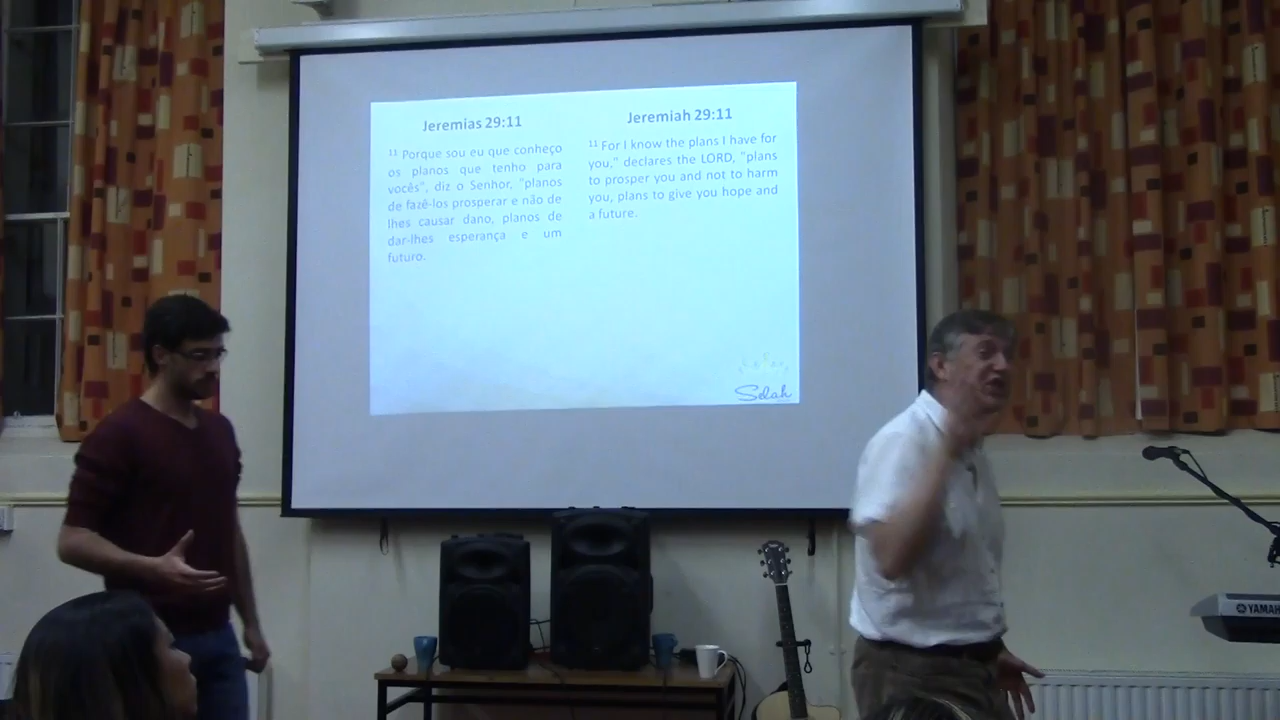 Jeremias 29:11
11 Porque sou eu que conheço
os planos que tenho para
vocês", diz o Senhor, "planos
de fazê-los prosperar e não de
lhes causar dano, planos de
dar-lhes esperança e um
futuro.
Jeremiah 29:11
11 For I know the plans I have for
you," declares the LORD, "plans
to prosper you and not to harm
you, plans to give you hope and
a future.
Selah
YAMAHA